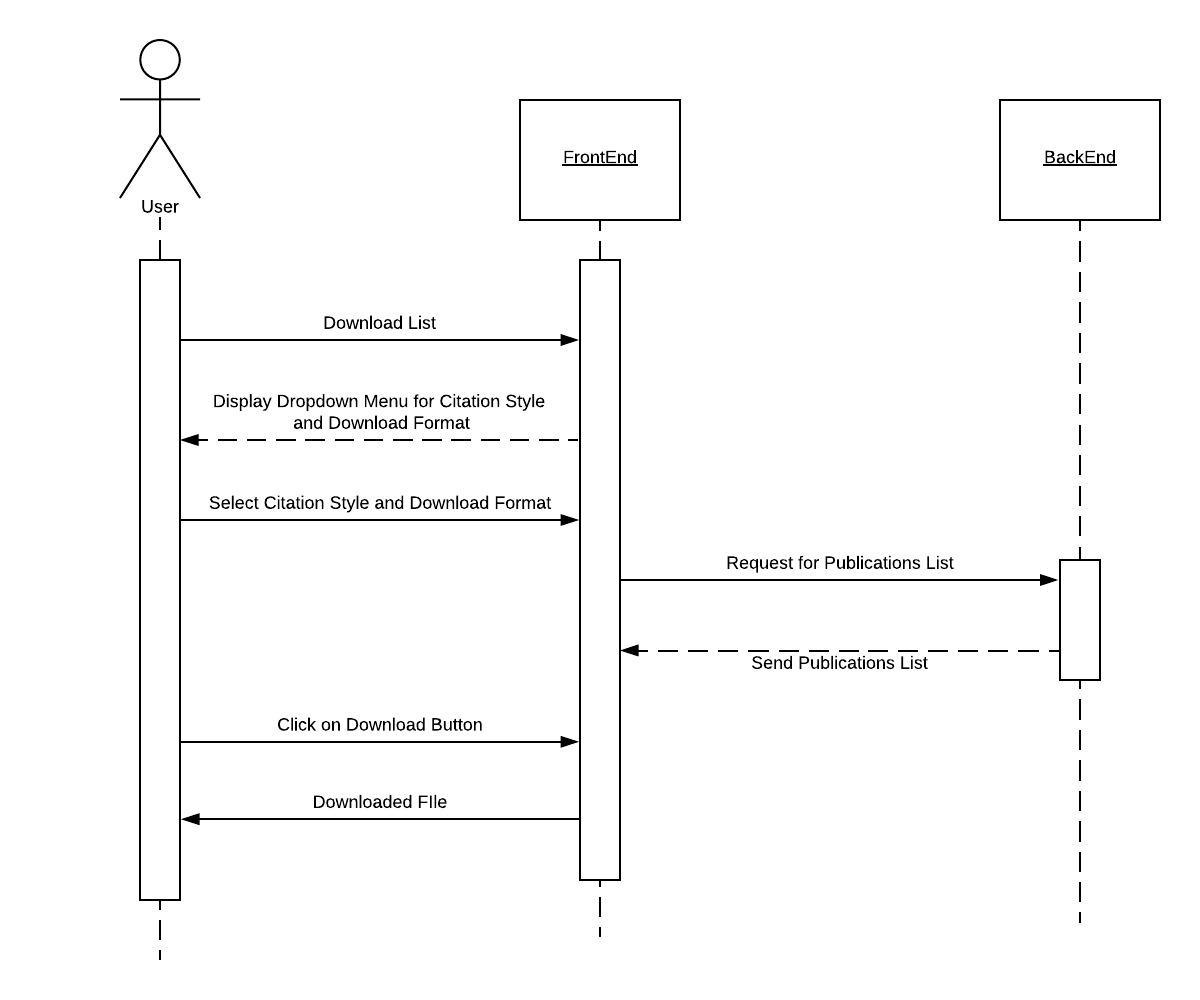 User
FrontEnd
BackEnd
Download List
Display Dropdown Menu for Citation Style
and Download Format
Select Citation Style and Download Format
Request for Publications List
Send Publications List
Click on Download Button
Downloaded FIle